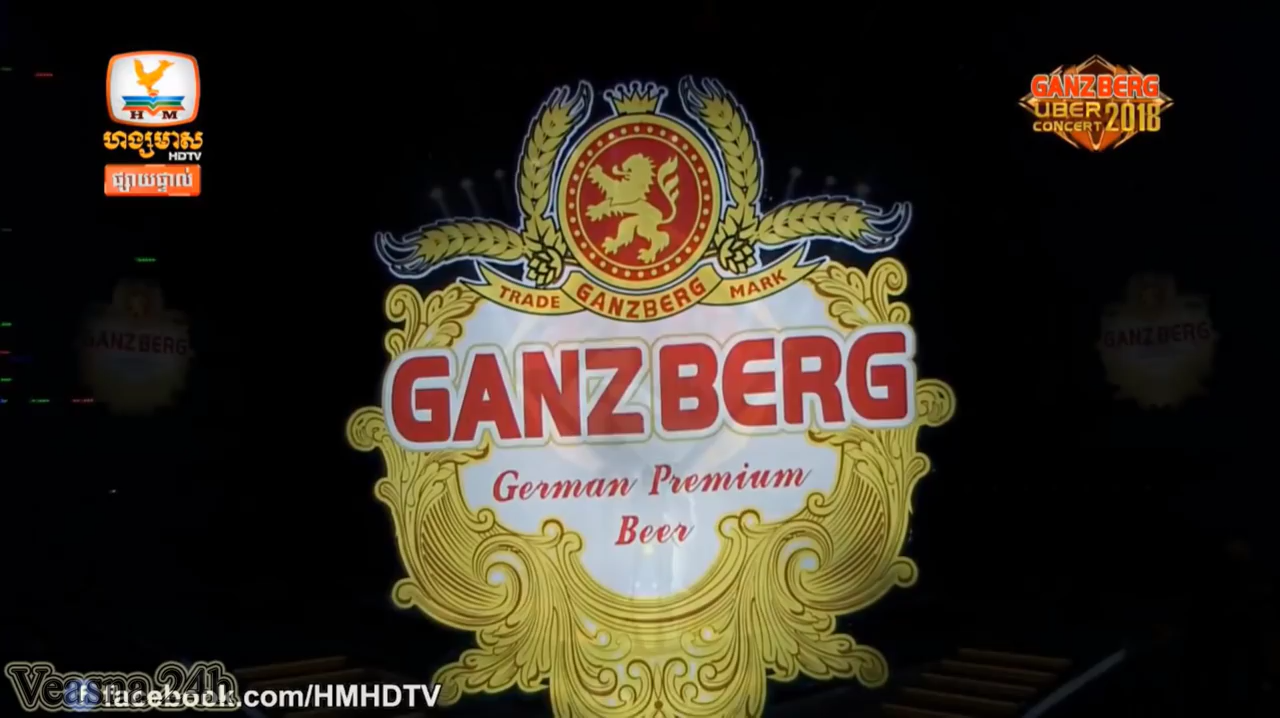 H M
ហង្សមាស
HDTV
ផ្សាយផ្ទាល់
GANZBERG
UBER
CONCERT 2018
TRADE GANZBERG MARK
GANZBERG
German Premium
Beer
GANZBERG
GANZBERG
Veasna 24h
facebook.com/HMHDTV